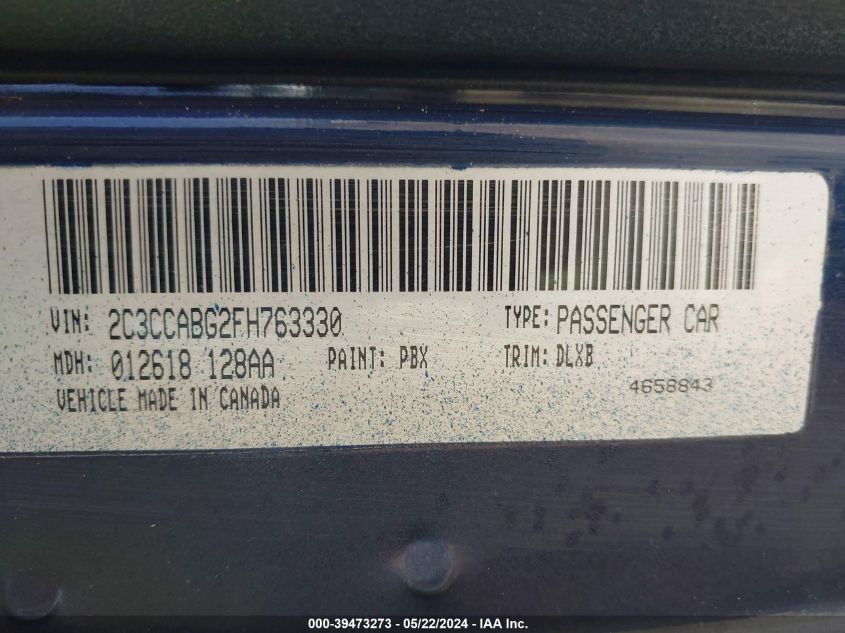 VIN: 2C3CCABG2FH763330 TYPE: PASSENGER CAR
MDH: 012618 128AA PAINT: PBX TRIM: DLXB
VEHICLE MADE IN CANADA 4658843
000-39473273 - 05/22/2024 - IAA Inc.